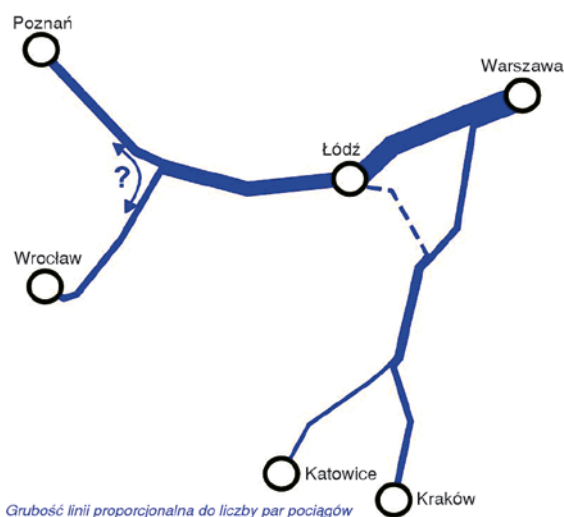 Poznań
Warszawa
Łódź
?
Wrocław
Katowice
Kraków
Grubość linii proporcjonalna do liczby par pociągów